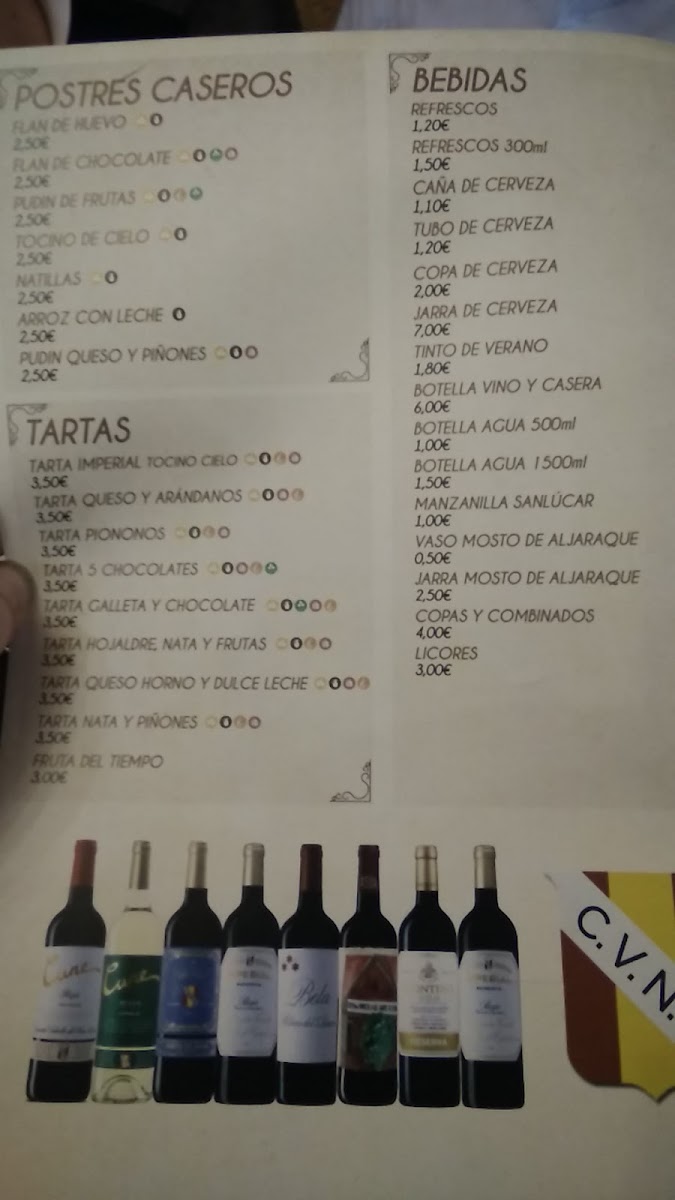 POSTRES CASEROS
FLAN DE HUEVO
2,50€
FLAN DE CHOCOLATE
2,50€
PUDIN DE FRUTAS
2,50€
TOCINO DE CIELO
2,50€
NATILLAS
2,50€
ARROZ CON LECHE
2,50€
PUDIN QUESO Y PIÑONES
2,50€
TARTAS
TARTA IMPERIAL TOCINO CIELO
3,50€
TARTA QUESO Y ARÁNDANOS
3,50€
TARTA PIONONOS
3,50€
TARTA 5 CHOCOLATES
3,50€
TARTA GALLETA Y CHOCOLATE
3,50€
TARTA HOJALDRE, NATA Y FRUTAS
3,50€
TARTA QUESO HORNO Y DULCE LECHE
3,50€
TARTA NATA Y PIÑONES
3,50€
FRUTA DEL TIEMPO
3,00€
BEBIDAS
REFRESCOS
1,20€
REFRESCOS 300ml
1,50€
CAÑA DE CERVEZA
1,10€
TUBO DE CERVEZA
1,20€
COPA DE CERVEZA
2,00€
JARRA DE CERVEZA
7,00€
TINTO DE VERANO
1,80€
BOTELLA VINO Y CASERA
6,00€
BOTELLA AGUA 500ml
1,00€
BOTELLA AGUA 1500ml
1,50€
MANZANILLA SANLÚCAR
1,00€
VASO MOSTO DE ALJARAQUE
0,50€
JARRA MOSTO DE ALJARAQUE
2,50€
COPAS Y COMBINADOS
4,00€
LICORES
3,00€
Cune
Rioja
Cune
Bela
RESERVA
C.V.N.